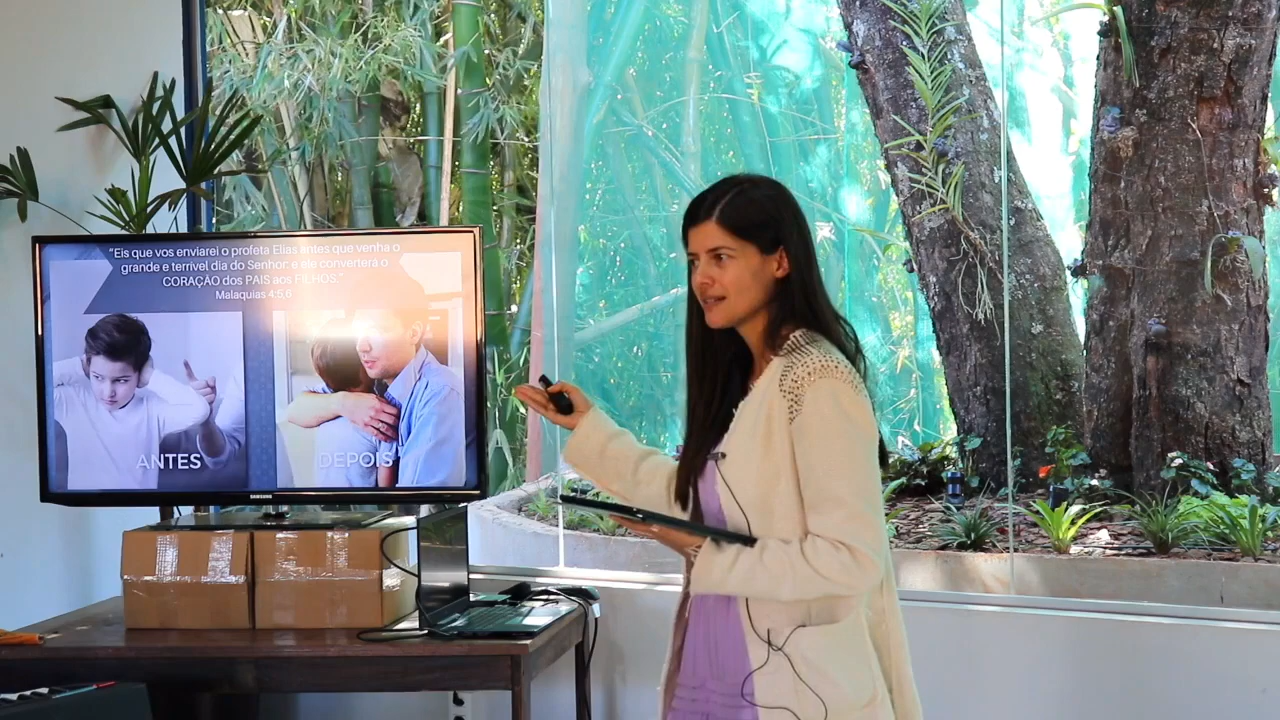 "Eis que vos enviarei o profeta Elias antes que venha o
grande e terrível dia do Senhor: e ele converterá o
CORAÇÃO dos PAIS aos FILHOS."
Malaquias 4:5,6
ANTES
DEPOIS
SAMSUNG